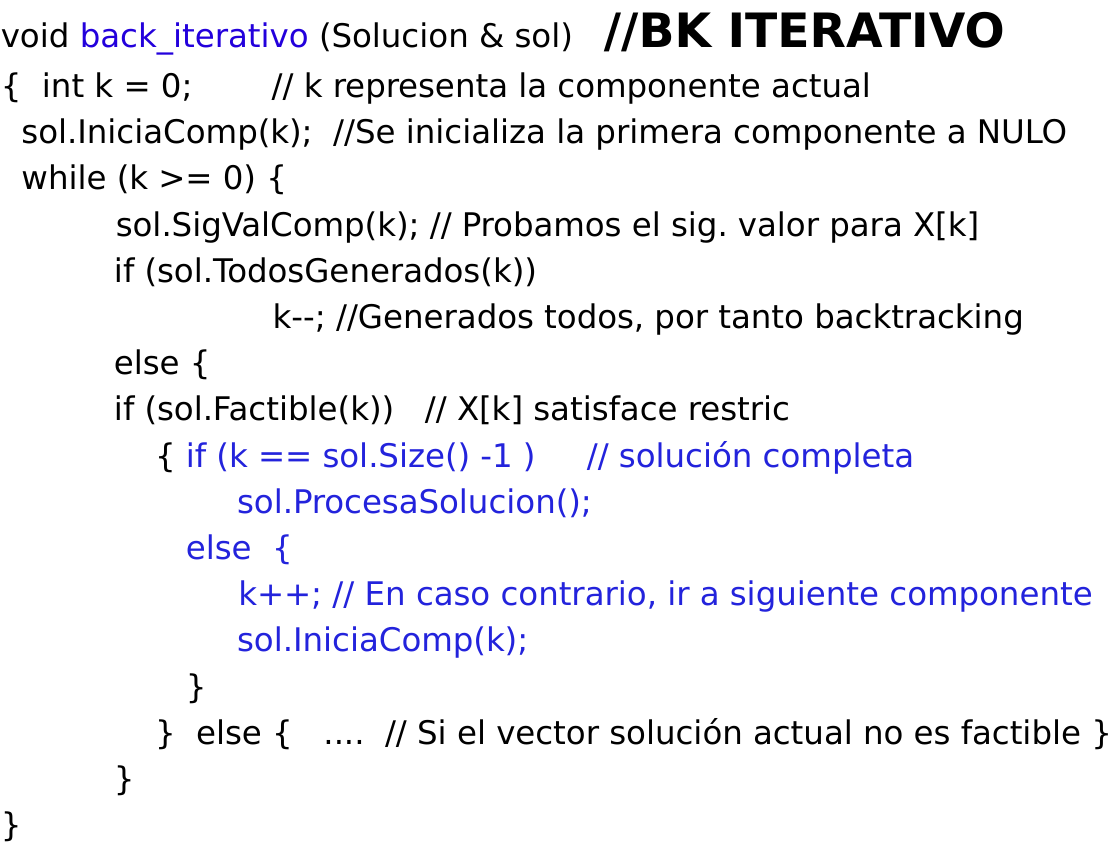 void back_iterativo (Solucion & sol) //BK ITERATIVO
{ int k = 0; // k representa la componente actual
sol.IniciaComp(k); //Se inicializa la primera componente a NULO
while (k >= 0) {
sol.SigValComp(k); // Probamos el sig. valor para X[k]
if (sol.TodosGenerados(k))
k--; //Generados todos, por tanto backtracking
else {
if (sol.Factible(k)) // X[k] satisface restric
{ if (k == sol.Size() -1 ) // solución completa
sol.ProcesaSolucion();
else {
k++; // En caso contrario, ir a siguiente componente
sol.IniciaComp(k);
}
} else { .... // Si el vector solución actual no es factible }
}
}